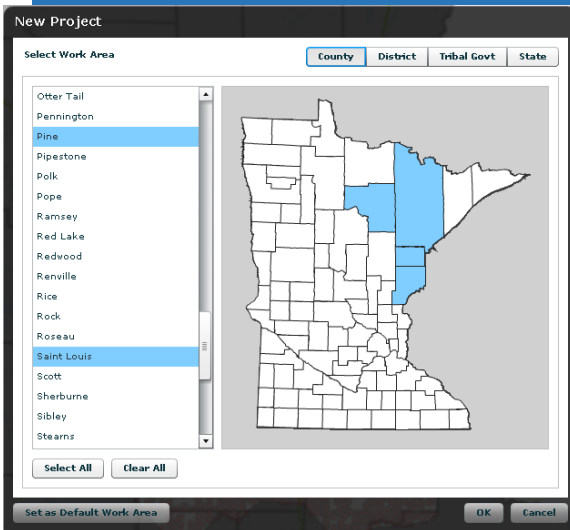 New Project
Select Work Area
County District Tribal Govt State
Otter Tail
Pennington
Pine
Pipestone
Polk
Pope
Ramsey
Red Lake
Redwood
Renville
Rice
Rock
Roseau
Saint Louis
Scott
Sherburne
Sibley
Stearns
Select All Clear All
Set as Default Work Area OK Cancel